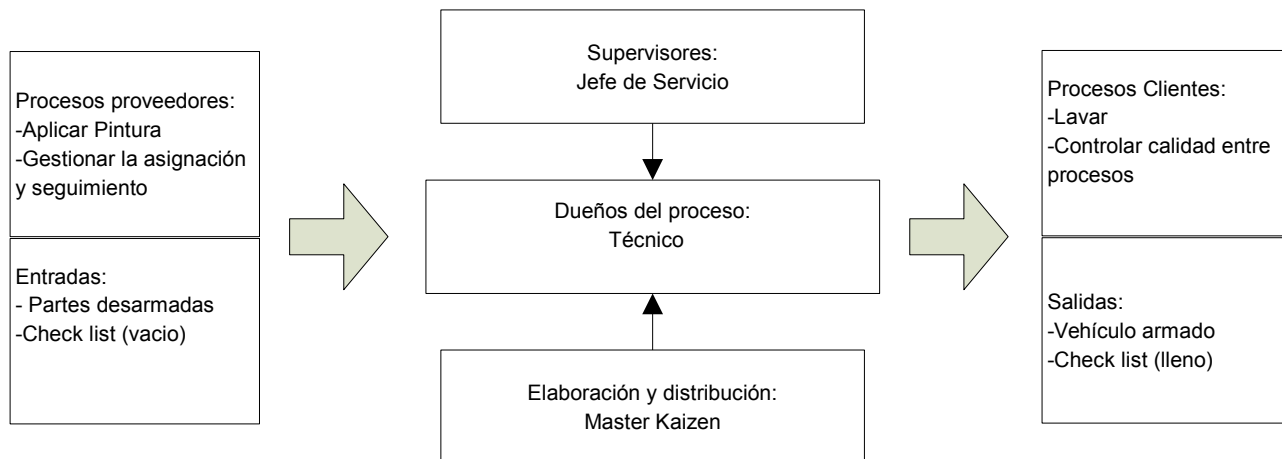 Procesos proveedores:
-Aplicar Pintura
-Gestionar la asignación
y seguimiento
Entradas:
- Partes desarmadas
-Check list (vacio)
Supervisores:
Jefe de Servicio
Dueños del proceso:
Técnico
Elaboración y distribución:
Master Kaizen
Procesos Clientes:
-Lavar
-Controlar calidad entre
procesos
Salidas:
-Vehículo armado
-Check list (lleno)